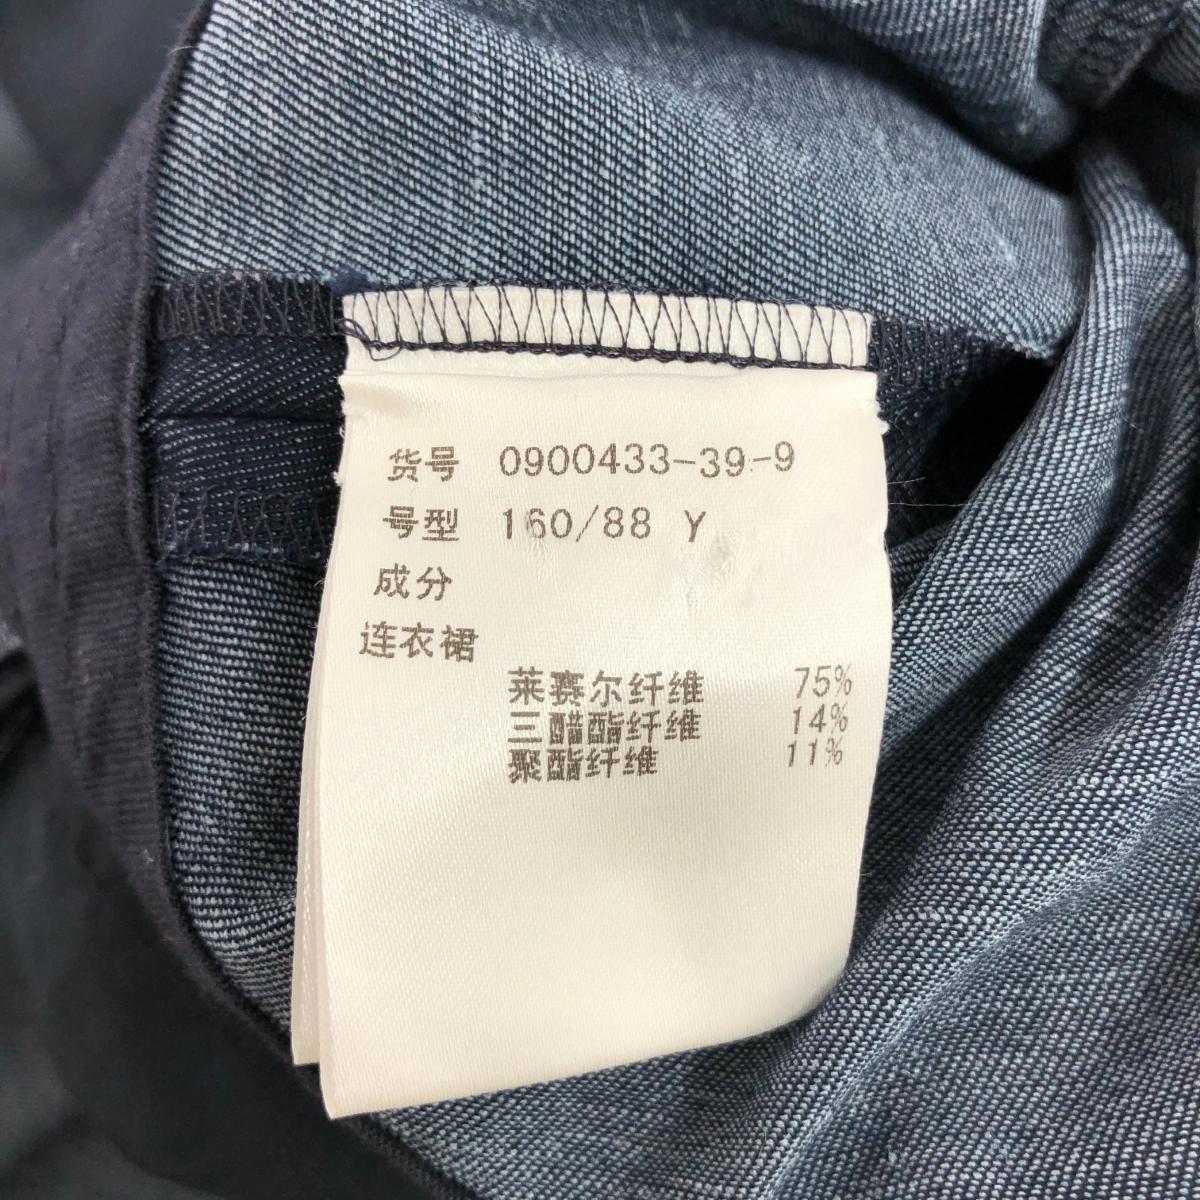 货号 0900433-39-9
号型 160/88 Y
成分
连衣裙
莱赛尔纤维 75%
三醋酯纤维 14%
聚酯纤维 11%